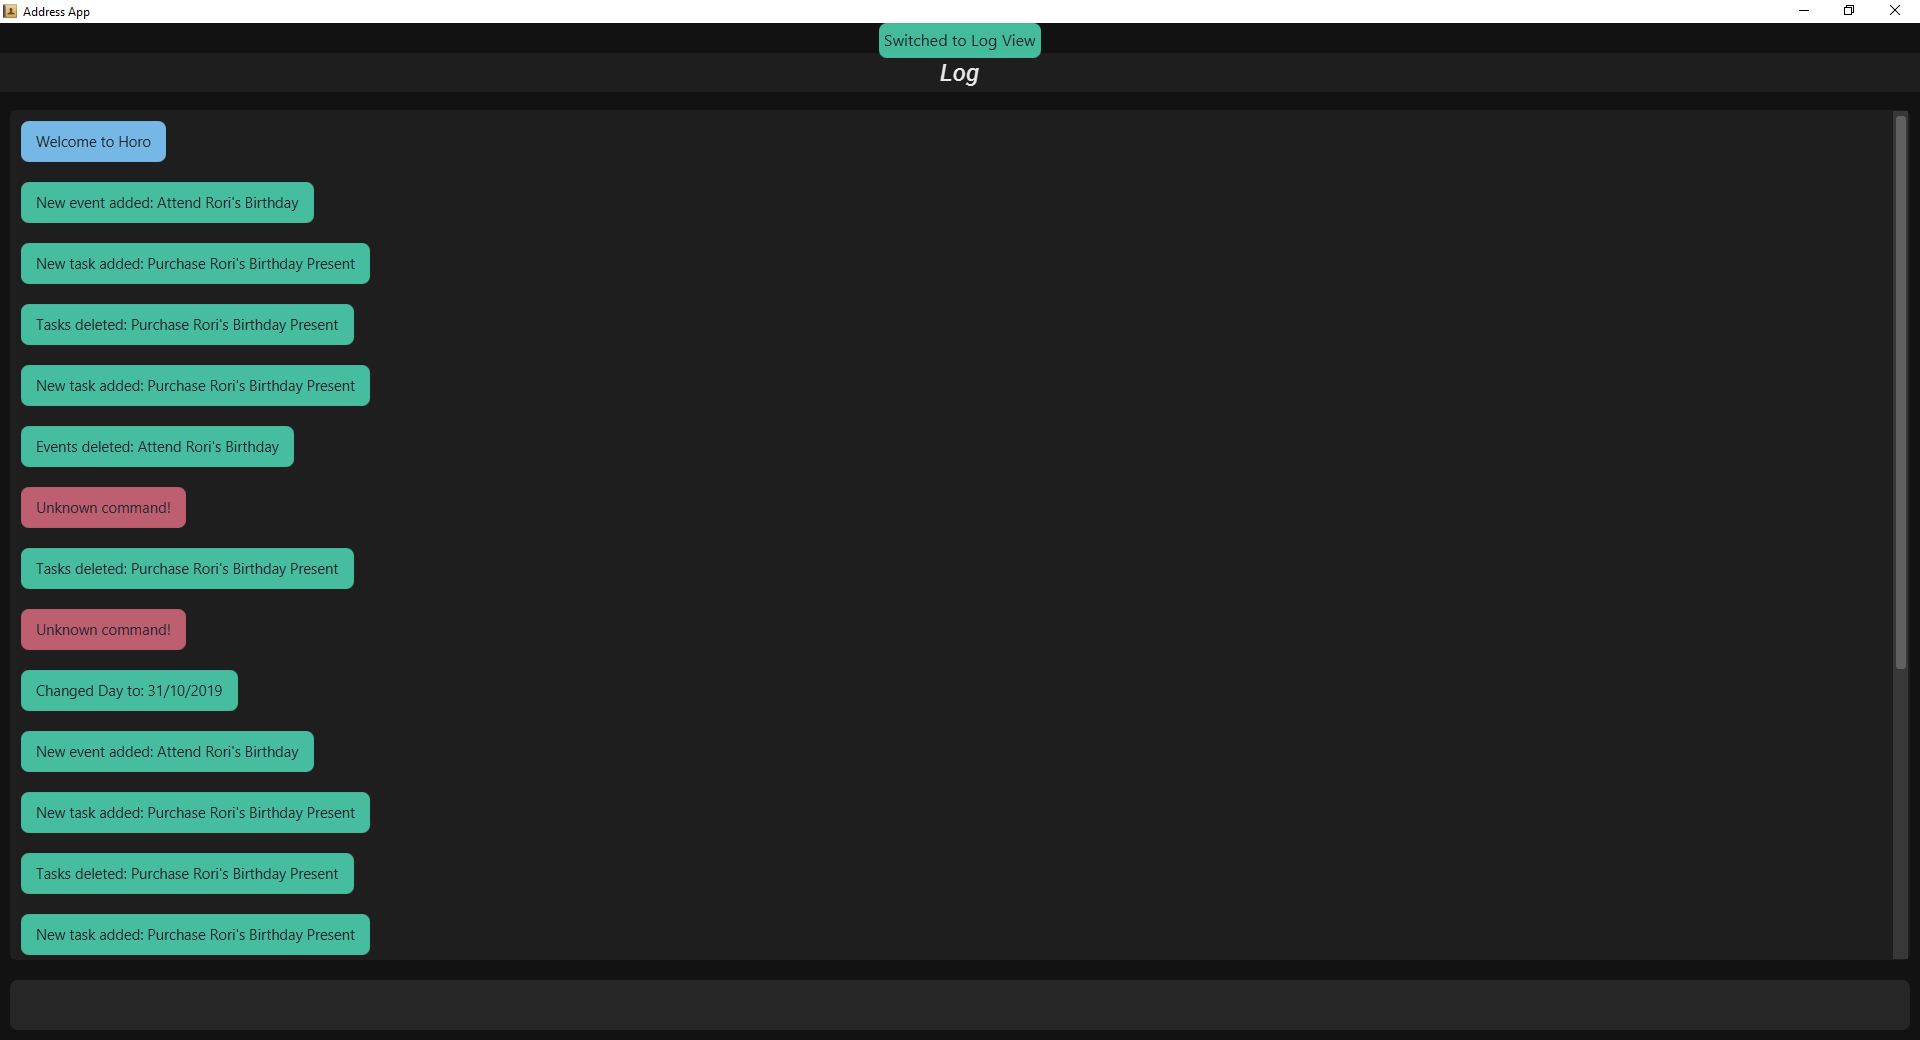 Address App
Switched to Log View
Log
Welcome to Horo
New event added: Attend Rori's Birthday
New task added: Purchase Rori's Birthday Present
Tasks deleted: Purchase Rori's Birthday Present
New task added: Purchase Rori's Birthday Present
Events deleted: Attend Rori's Birthday
Unknown command!
Tasks deleted: Purchase Rori's Birthday Present
Unknown command!
Changed Day to: 31/10/2019
New event added: Attend Rori's Birthday
New task added: Purchase Rori's Birthday Present
Tasks deleted: Purchase Rori's Birthday Present
New task added: Purchase Rori's Birthday Present